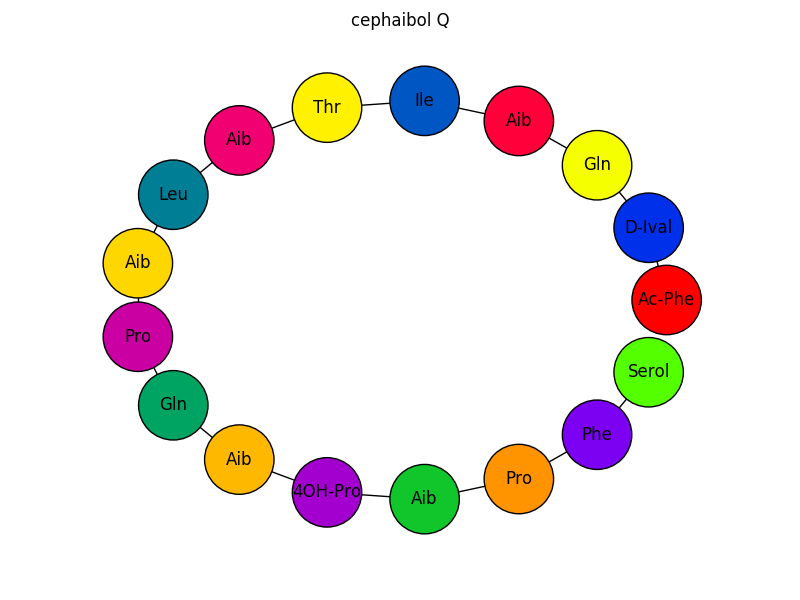 cephaibol Q
Ile
Thr
Aib
Aib
Gln
Leu
D-Ival
Aib
Ac-Phe
Pro
Serol
Gln
Phe
Aib
Pro
4OH-Pro
Aib